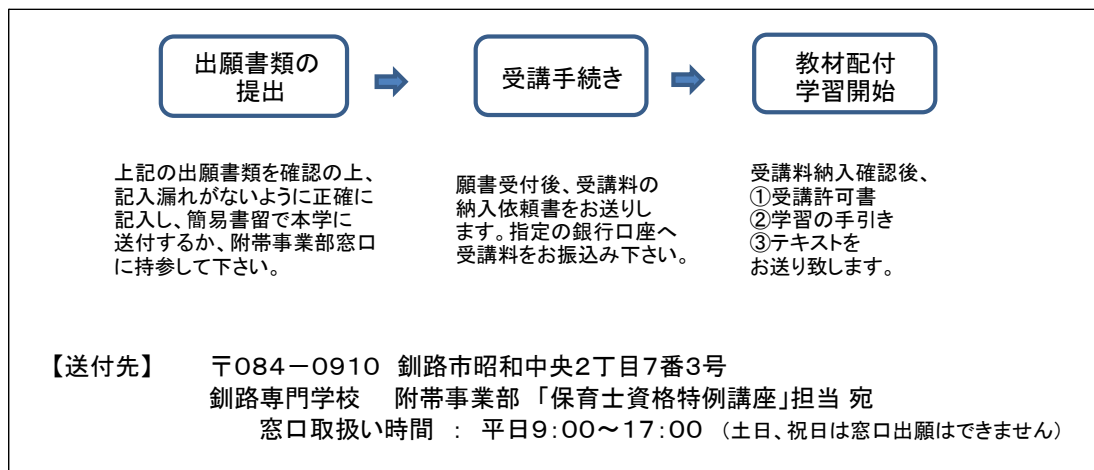 出願書類の
提出
受講手続き
教材配付
学習開始
上記の出願書類を確認の上、
記入漏れがないように正確に
記入し、簡易書留で本学に
送付するか、附帯事業部窓口
に持参して下さい。
願書受付後、受講料の
納入依頼書をお送りし
ます。指定の銀行口座へ
受講料をお振込み下さい。
受講料納入確認後、
①受講許可書
②学習の手引き
③テキストを
お送り致します。
【送付先】 〒084－0910 釧路市昭和中央2丁目7番3号
釧路専門学校 附帯事業部 「保育士資格特例講座」担当 宛
窓口取扱い時間 ： 平日9：00～17：00 （土日、祝日は窓口出願はできません）